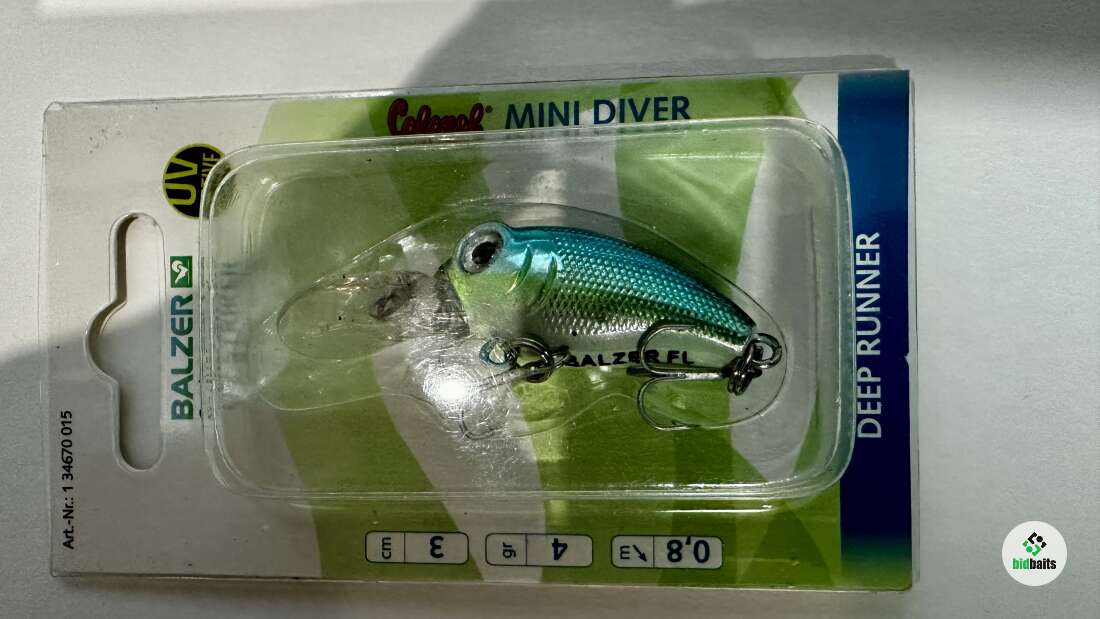 Colonel® MINI DIVER
UV
BALZER
Art.-Nr.: 1 34670 015
BALZER FL
DEEP RUNNER
cm 3
gr 4
m 0,8
bidbaits